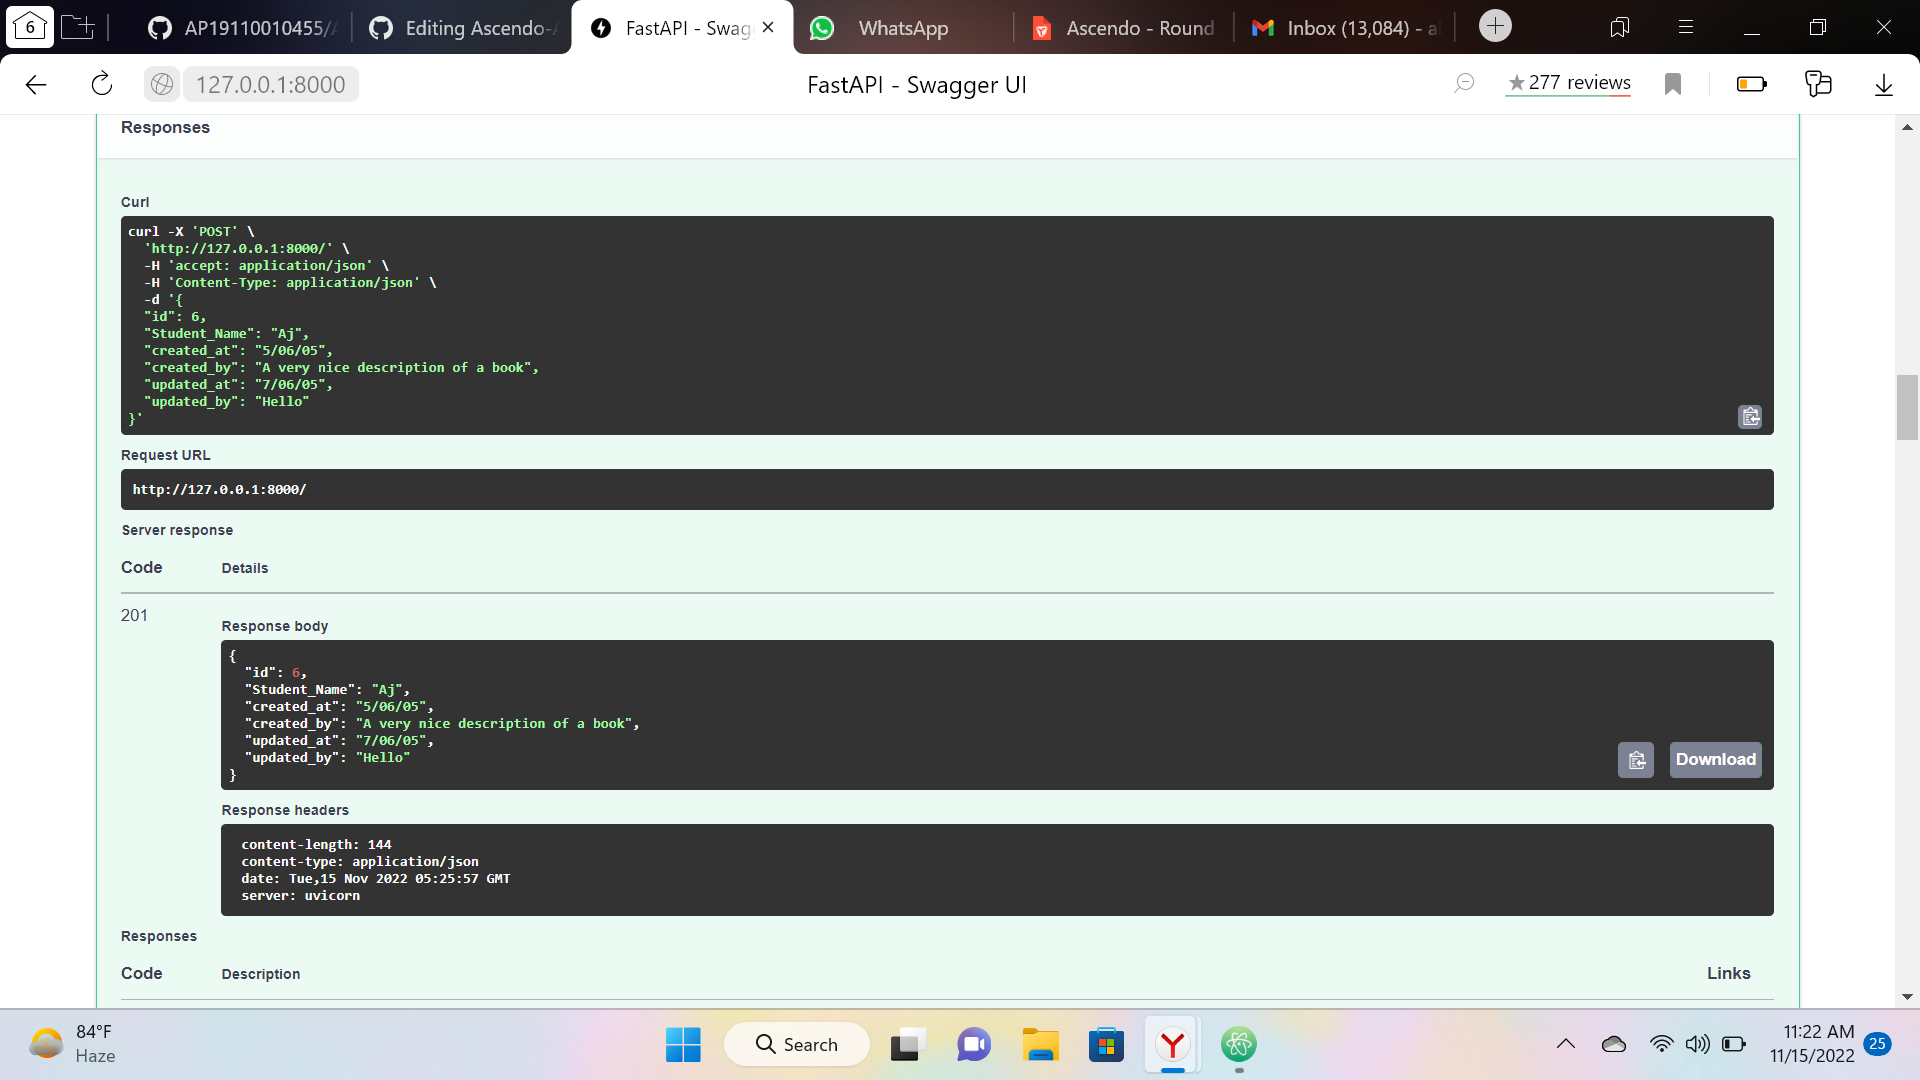 6
AP19110010455/A
Editing Ascendo-A
FastAPI - Swag
WhatsApp
Ascendo - Round
Inbox (13,084) - a
127.0.0.1:8000
FastAPI - Swagger UI
★277 reviews
Responses
Curl
curl -X 'POST' \
'http://127.0.0.1:8000/' \
-H 'accept: application/json' \
-H 'Content-Type: application/json' \
-d '{
"id": 6,
"Student_Name": "Aj",
"created_at": "5/06/05",
"created_by": "A very nice description of a book",
"updated_at": "7/06/05",
"updated_by": "Hello"
}'
Request URL
http://127.0.0.1:8000/
Server response
Code Details
201
Response body
{
"id": 6,
"Student_Name": "Aj",
"created_at": "5/06/05",
"created_by": "A very nice description of a book",
"updated_at": "7/06/05",
"updated_by": "Hello"
}
Download
Response headers
content-length: 144
content-type: application/json
date: Tue,15 Nov 2022 05:25:57 GMT
server: uvicorn
Responses
Code Description Links
84°F
Haze
Search
11:22 AM
11/15/2022
25